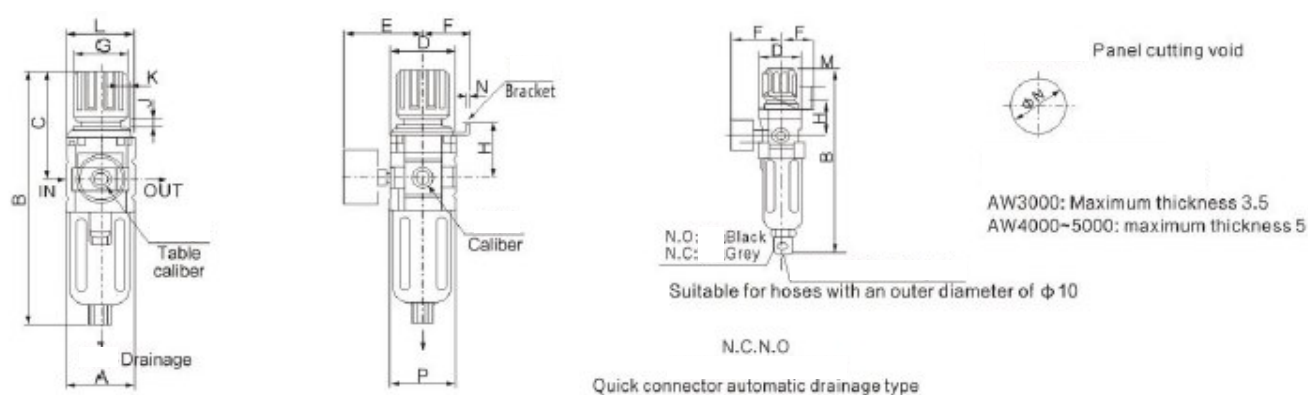 L
G
K
J
C
B
IN
OUT
Table
caliber
Drainage
A
E
F
D
N
Bracket
H
Caliber
P
F
F
D
M
H
B
N.O: Black
N.C: Grey
Suitable for hoses with an outer diameter of φ10
N.C.N.O
Quick connector automatic drainage type
Panel cutting void
ΦN
AW3000: Maximum thickness 3.5
AW4000~5000: maximum thickness 5